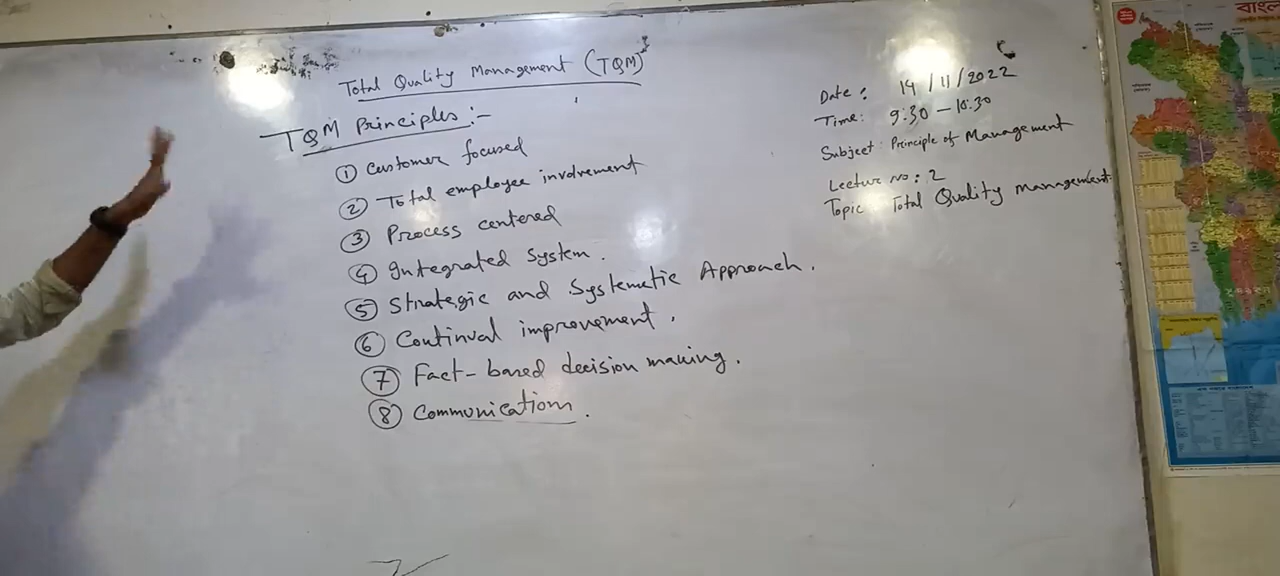 Total Quality Management (TQM)
TQM Principles:-
① Customer focused
② Total employee involvement
③ Process centered
④ Integrated System.
⑤ Strategic and Systemetic Approach.
⑥ Continual improvement.
⑦ Fact-based decision making.
⑧ Communications.
Date: 14/11/2022
Time: 9:30 - 10:30
Subject: Principle of Management
Lecture no: 2
Topic Total Quality management